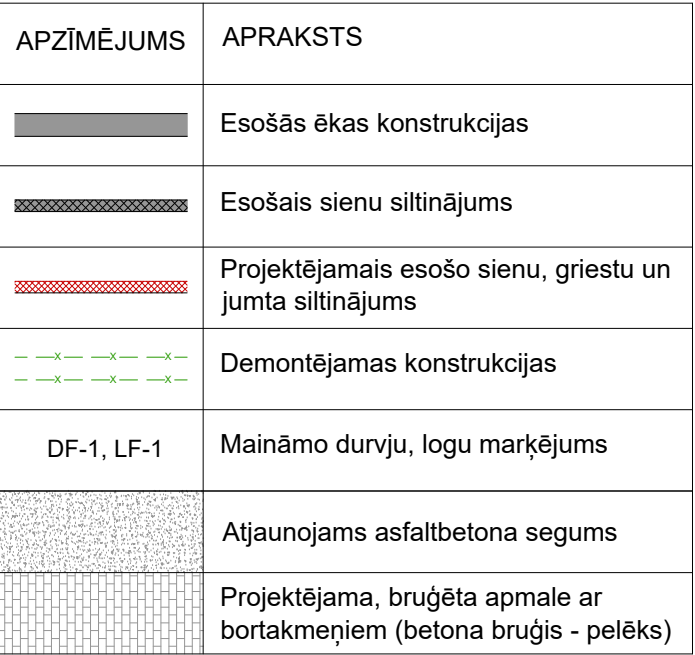 APZĪMĒJUMS APRAKSTS
Esošās ēkas konstrukcijas
Esošais sienu siltinājums
Projektējamais esošo sienu, griestu un
jumta siltinājums
Demontējamas konstrukcijas
DF-1, LF-1 Maināmo durvju, logu marķējums
Atjaunojams asfaltbetona segums
Projektējama, bruģēta apmale ar
bortakmeņiem (betona bruģis - pelēks)